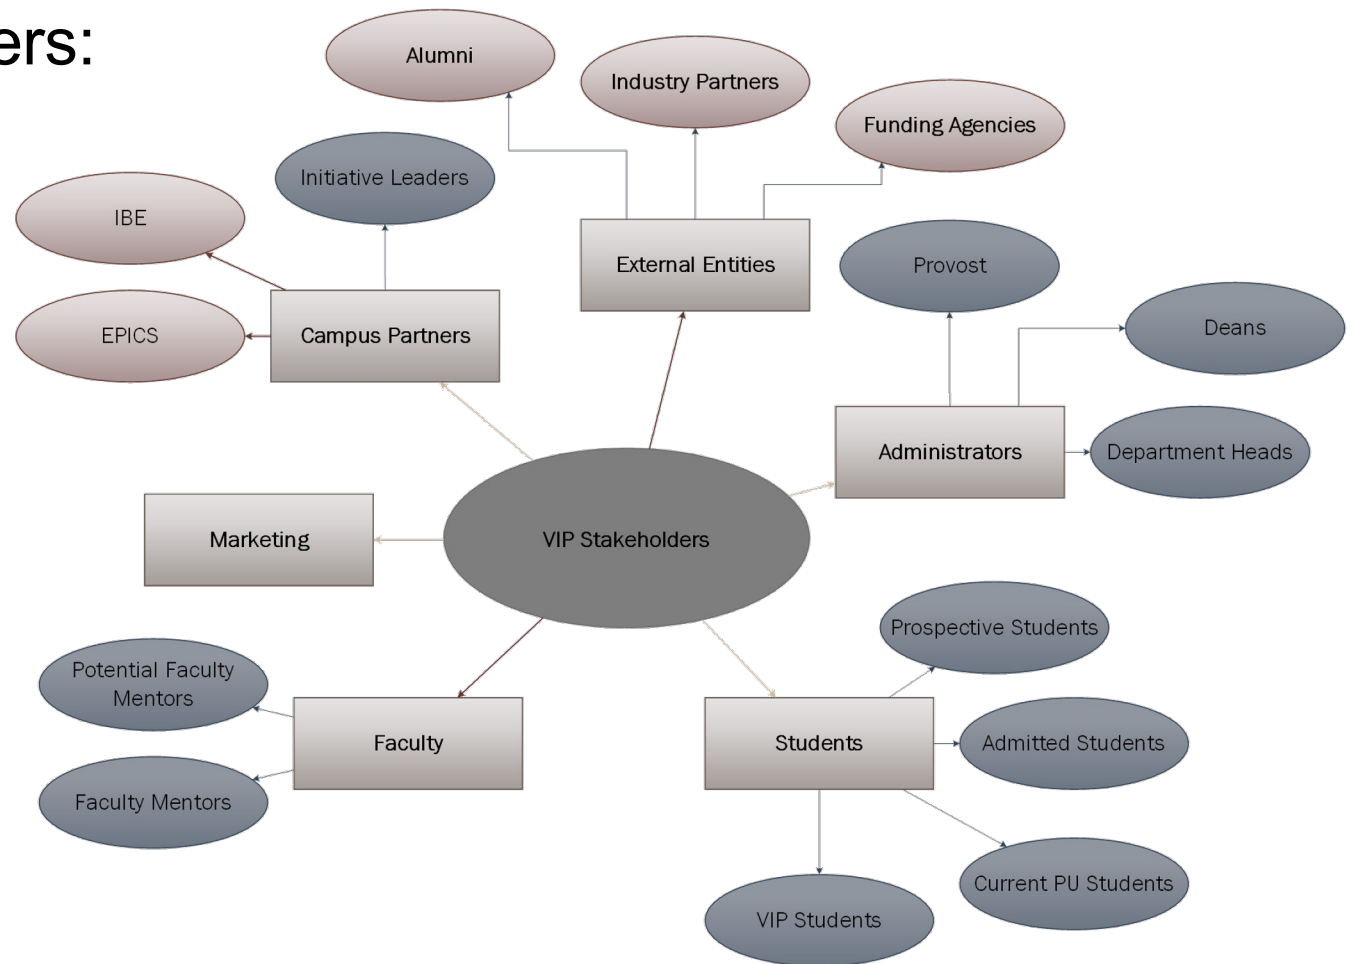 ers:
Alumni
Industry Partners
Funding Agencies
Initiative Leaders
IBE
External Entities
Provost
EPICS
Campus Partners
Deans
Administrators
Department Heads
Marketing
VIP Stakeholders
Prospective Students
Potential Faculty
Mentors
Faculty
Students
Admitted Students
Faculty Mentors
Current PU Students
VIP Students